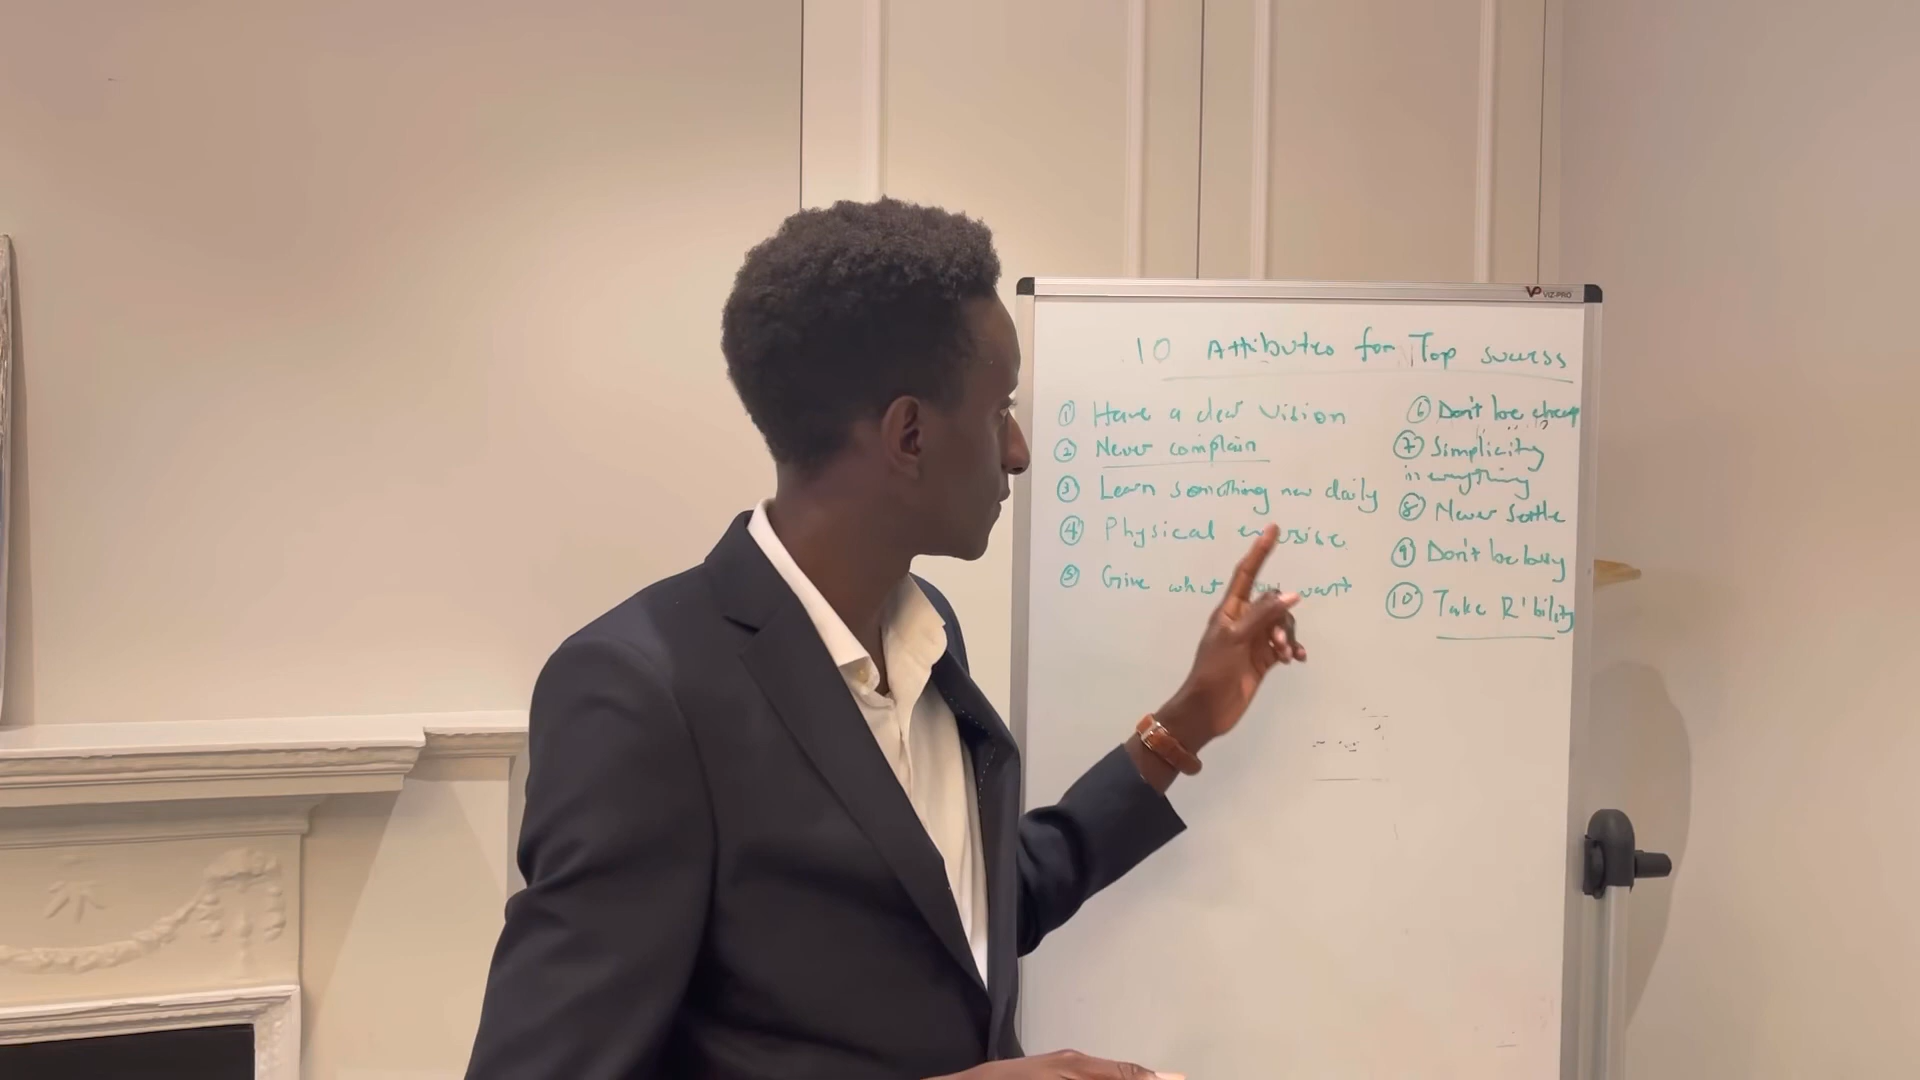 VIZ-PRO
10 Attibutes for Top success
① Have a clear vision
② Never complain
③ Learn something new daily
④ Physical exersise
⑤ Give what you want
⑥ Don't be cheap
⑦ Simplicity
in everything
⑧ Never Settle
⑨ Don't be busy
⑩ Take R'bility